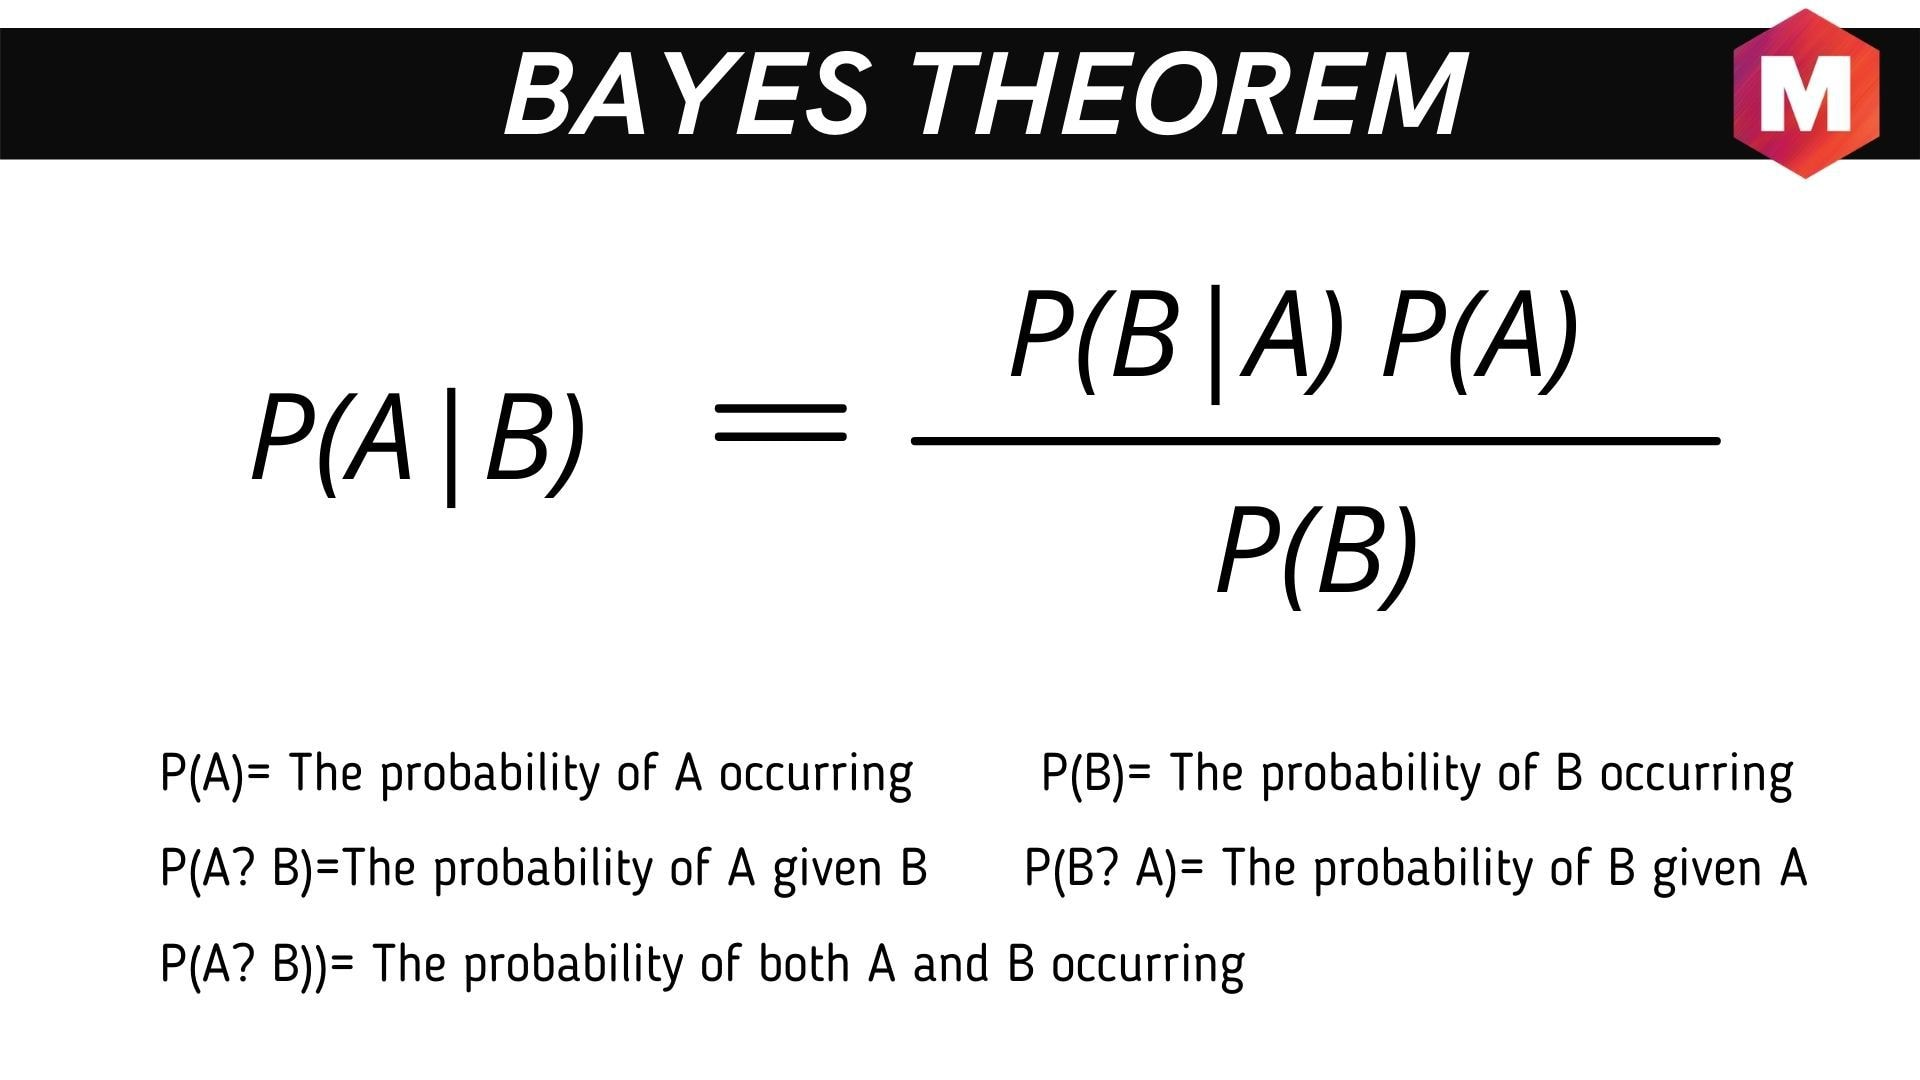 BAYES THEOREM
M
P(A|B) = P(B|A) P(A)
P(B)
P(A)= The probability of A occurring
P(B)= The probability of B occurring
P(A? B)=The probability of A given B
P(B? A)= The probability of B given A
P(A? B))= The probability of both A and B occurring